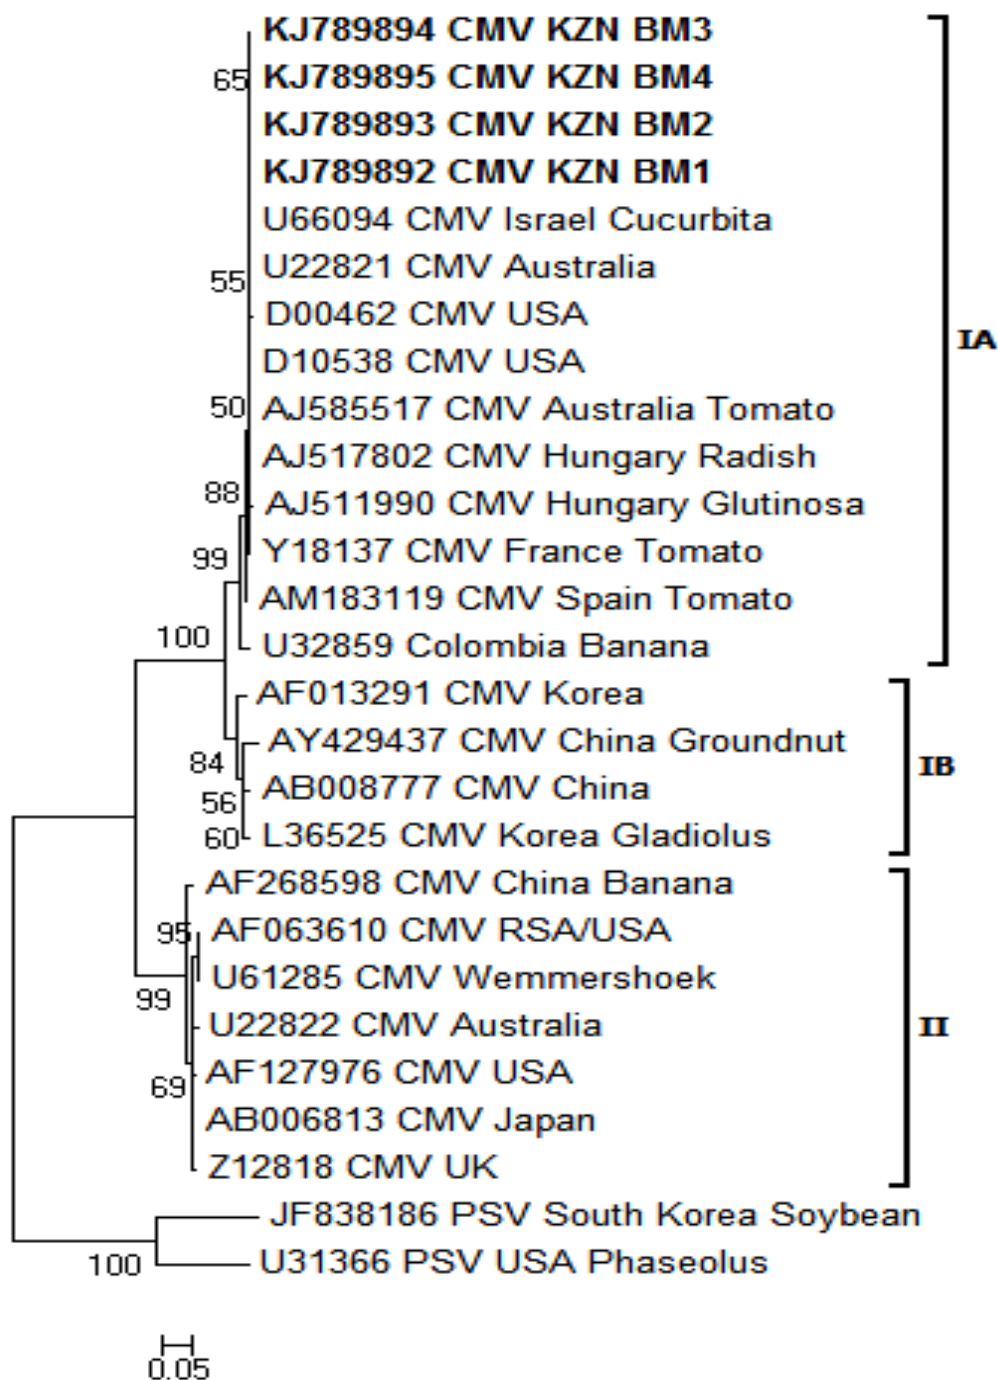 KJ789894 CMV KZN BM3
65
KJ789895 CMV KZN BM4
KJ789893 CMV KZN BM2
KJ789892 CMV KZN BM1
U66094 CMV Israel Cucurbita
55
U22821 CMV Australia
D00462 CMV USA
IA
D10538 CMV USA
50
AJ585517 CMV Australia Tomato
AJ517802 CMV Hungary Radish
88
AJ511990 CMV Hungary Glutinosa
99
Y18137 CMV France Tomato
AM183119 CMV Spain Tomato
100
U32859 Colombia Banana
AF013291 CMV Korea
AY429437 CMV China Groundnut
84
IB
AB008777 CMV China
56
60
L36525 CMV Korea Gladiolus
AF268598 CMV China Banana
95
AF063610 CMV RSA/USA
U61285 CMV Wemmershoek
99
U22822 CMV Australia
II
AF127976 CMV USA
69
AB006813 CMV Japan
Z12818 CMV UK
JF838186 PSV South Korea Soybean
100
U31366 PSV USA Phaseolus
0.05